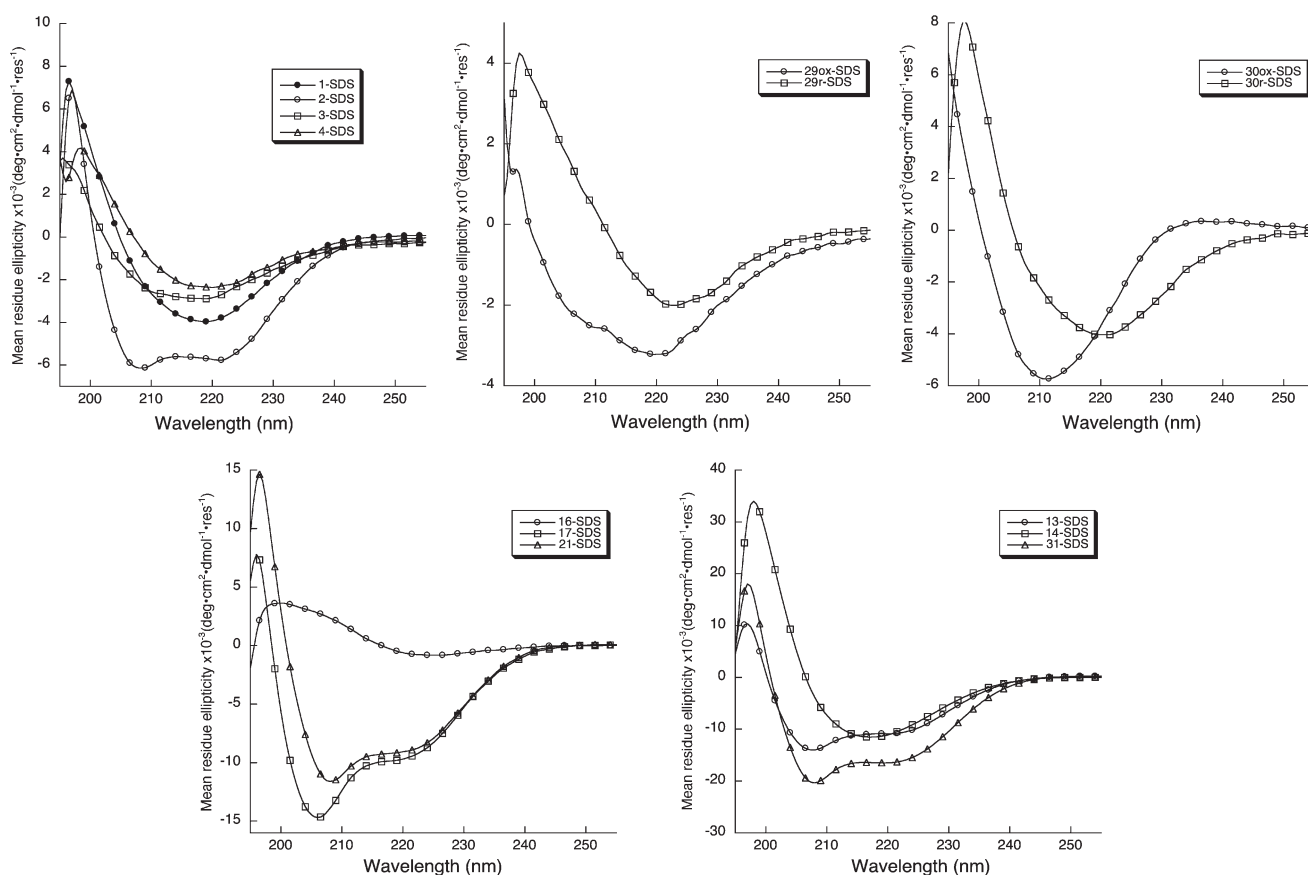 Mean residue ellipticity x10⁻³(deg•cm²•dmol⁻¹•res⁻¹)
10
8
6
4
2
0
-2
-4
-6
1-SDS
2-SDS
3-SDS
4-SDS
200 210 220 230 240 250
Wavelength (nm)
Mean residue ellipticity x10⁻³(deg•cm²•dmol⁻¹•res⁻¹)
4
2
0
-2
-4
29ox-SDS
29r-SDS
200 210 220 230 240 250
Wavelength (nm)
Mean residue ellipticity x10⁻³(deg•cm²•dmol⁻¹•res⁻¹)
8
6
4
2
0
-2
-4
-6
30ox-SDS
30r-SDS
200 210 220 230 240 250
Wavelength (nm)
Mean residue ellipticity x10⁻³(deg•cm²•dmol⁻¹•res⁻¹)
15
10
5
0
-5
-10
-15
16-SDS
17-SDS
21-SDS
200 210 220 230 240 250
Wavelength (nm)
Mean residue ellipticity x10⁻³(deg•cm²•dmol⁻¹•res⁻¹)
40
30
20
10
0
-10
-20
-30
13-SDS
14-SDS
31-SDS
200 210 220 230 240 250
Wavelength (nm)